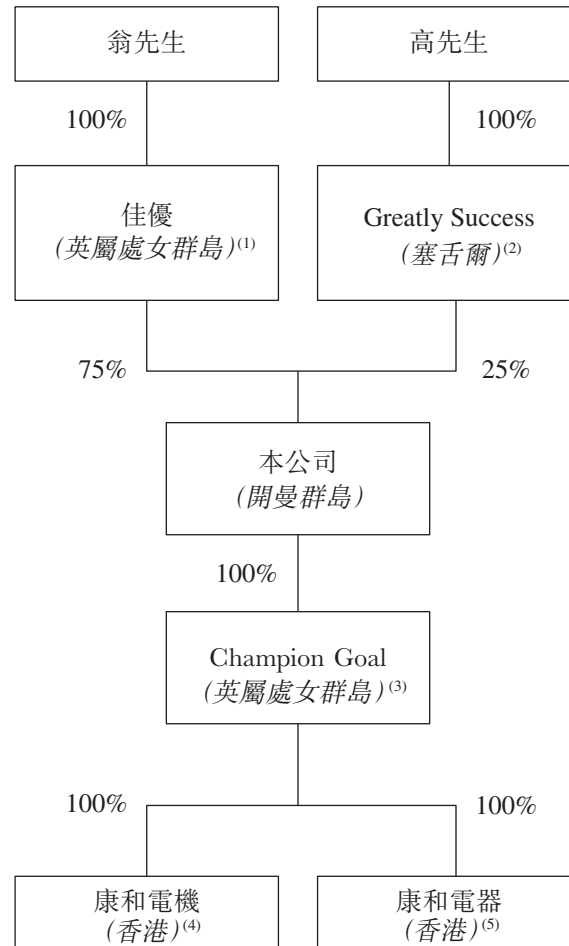 翁先生
高先生
100%
100%
佳優
(英屬處女群島)(1)
Greatly Success
(塞舌爾)(2)
75%
25%
本公司
(開曼群島)
100%
Champion Goal
(英屬處女群島)(3)
100%
100%
康和電機
(香港)(4)
康和電器
(香港)(5)